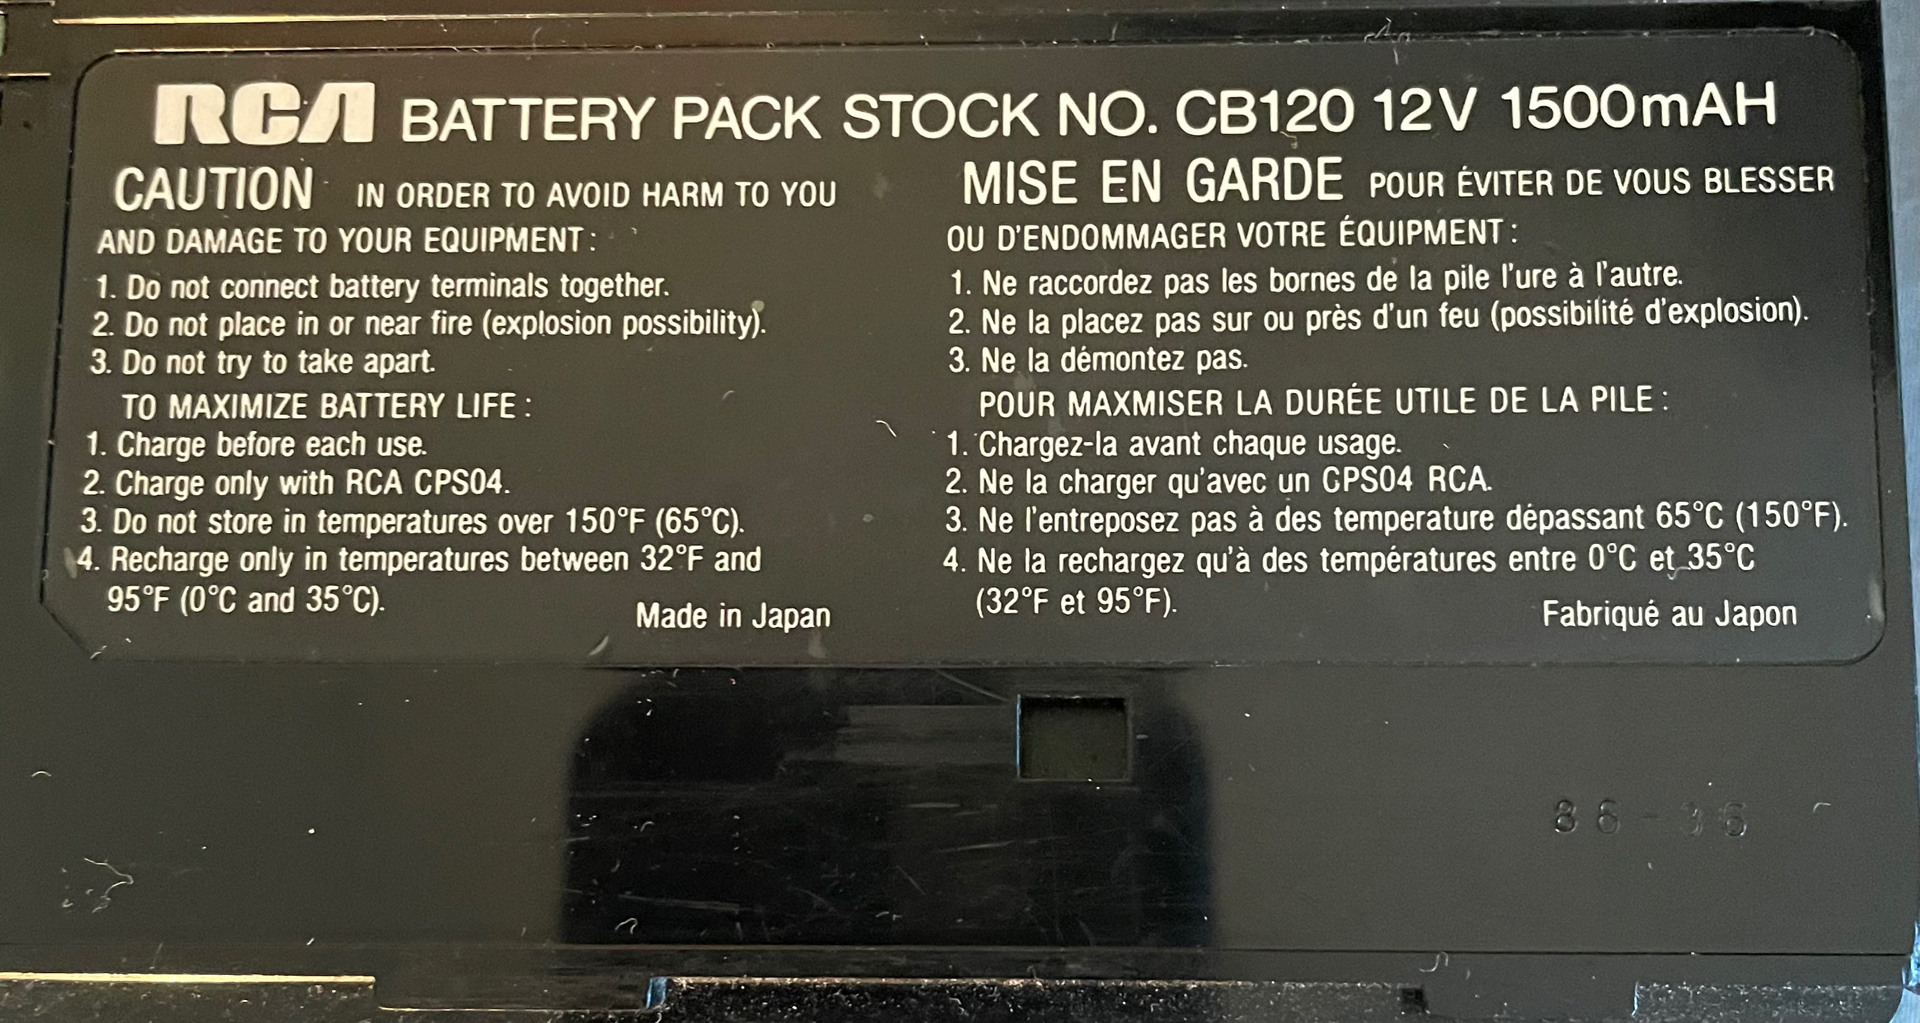 RCA BATTERY PACK STOCK NO. CB120 12V 1500mAH
CAUTION IN ORDER TO AVOID HARM TO YOU
AND DAMAGE TO YOUR EQUIPMENT:
1. Do not connect battery terminals together.
2. Do not place in or near fire (explosion possibility).
3. Do not try to take apart.
TO MAXIMIZE BATTERY LIFE:
1. Charge before each use.
2. Charge only with RCA CPS04.
3. Do not store in temperatures over 150°F (65°C).
4. Recharge only in temperatures between 32°F and
95°F (0°C and 35°C).
Made in Japan
MISE EN GARDE POUR ÉVITER DE VOUS BLESSER
OU D'ENDOMMAGER VOTRE ÉQUIPMENT:
1. Ne raccordez pas les bornes de la pile l'ure à l'autre.
2. Ne la placez pas sur ou près d'un feu (possibilité d'explosion).
3. Ne la démontez pas.
POUR MAXMISER LA DURÉE UTILE DE LA PILE:
1. Chargez-la avant chaque usage.
2. Ne la charger qu'avec un CPS04 RCA.
3. Ne l'entreposez pas à des temperature dépassant 65°C (150°F).
4. Ne la rechargez qu'à des températures entre 0°C et 35°C
(32°F et 95°F).
Fabriqué au Japon